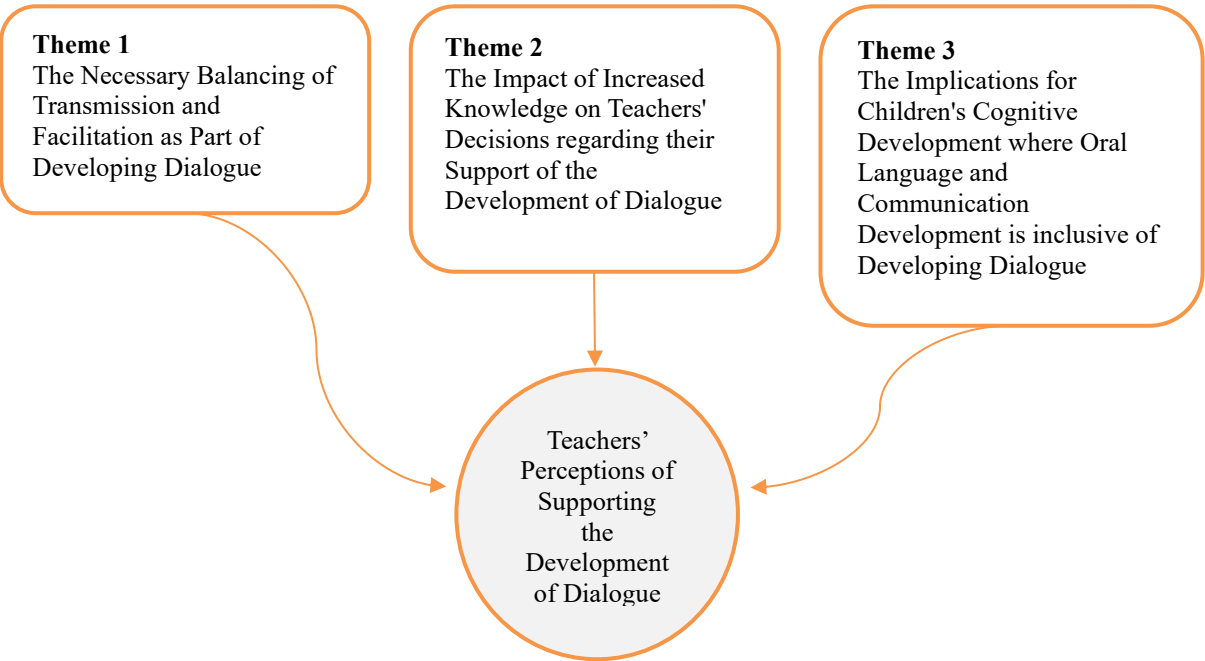 Theme 1
The Necessary Balancing of
Transmission and
Facilitation as Part of
Developing Dialogue
Theme 2
The Impact of Increased
Knowledge on Teachers'
Decisions regarding their
Support of the
Development of Dialogue
Theme 3
The Implications for
Children's Cognitive
Development where Oral
Language and
Communication
Development is inclusive of
Developing Dialogue
Teachers’
Perceptions of
Supporting
the
Development
of Dialogue